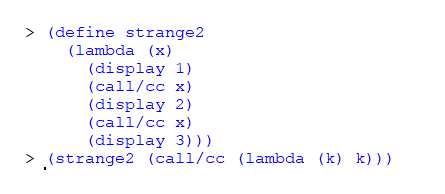 > (define strange2
(lambda (x)
(display 1)
(call/cc x)
(display 2)
(call/cc x)
(display 3)))
> (strange2 (call/cc (lambda (k) k)))